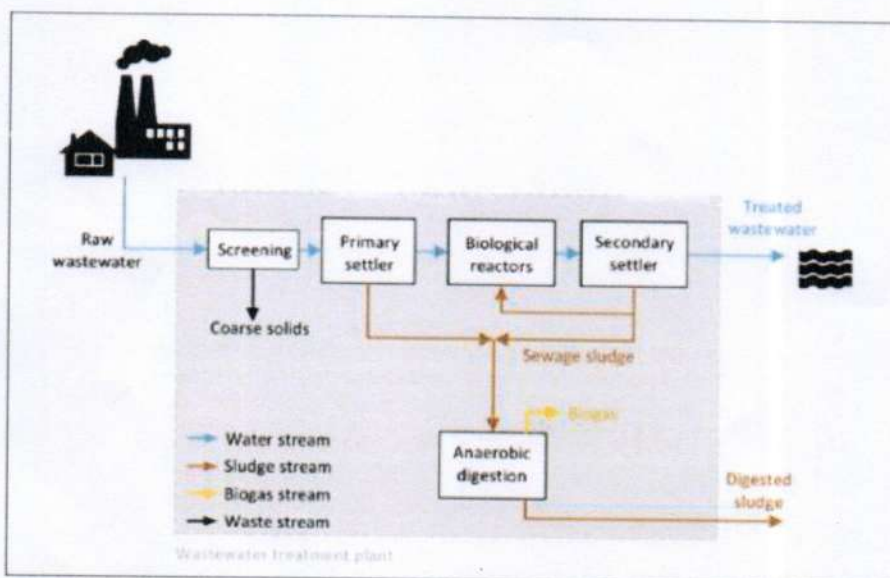 Raw
wastewater
Screening
Primary
settler
Biological
reactors
Secondary
settler
Treated
wastewater
Coarse solids
Sewage sludge
Biogas
Anaerobic
digestion
Digested
sludge
Water stream
Sludge stream
Biogas stream
Waste stream
Wastewater treatment plant